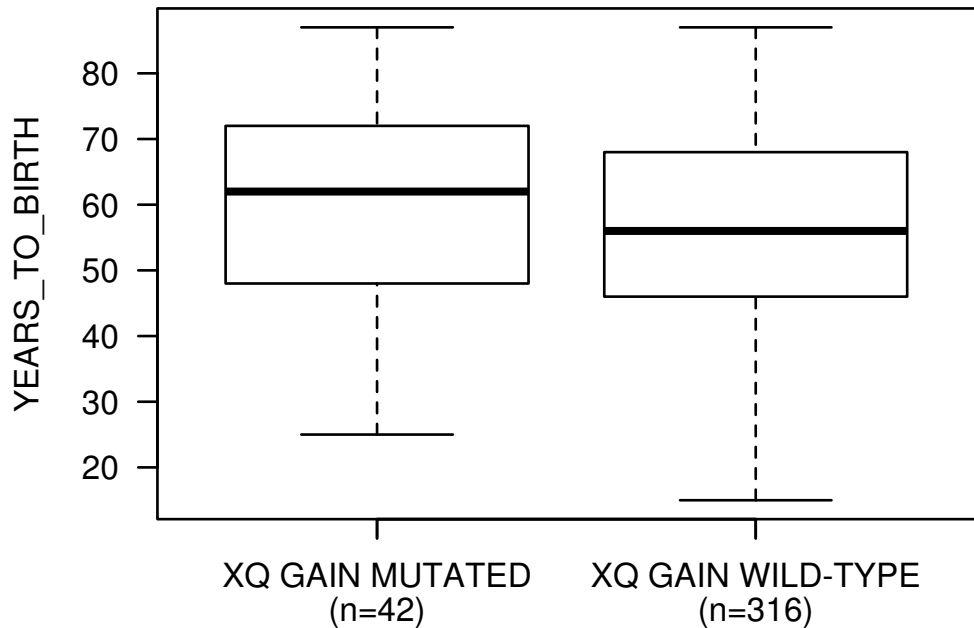 YEARS_TO_BIRTH
80
70
60
50
40
30
20
XQ GAIN MUTATED
(n=42)
XQ GAIN WILD-TYPE
(n=316)